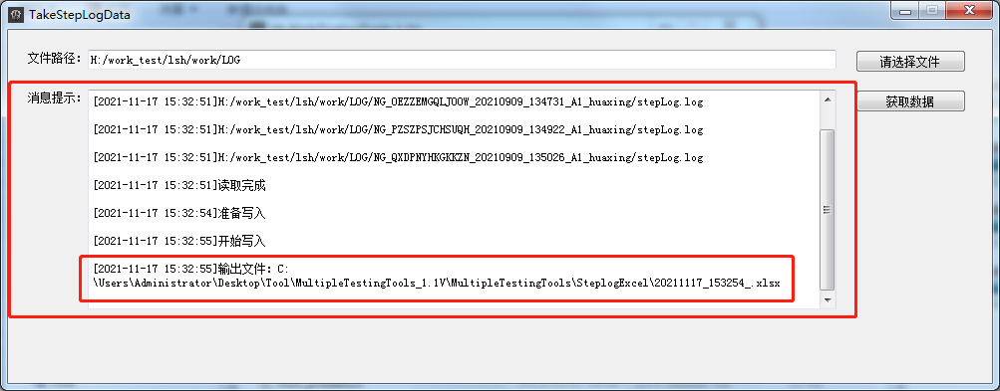 TakeStepLogData
文件路径： H:/work_test/lsh/work/LOG 请选择文件
消息提示： 获取数据
[2021-11-17 15:32:51]H:/work_test/lsh/work/LOG/NG_OEZZEMGQLJOOW_20210909_134731_A1_huaxing/stepLog.log
[2021-11-17 15:32:51]H:/work_test/lsh/work/LOG/NG_PZSZPSJCHSUQH_20210909_134922_A1_huaxing/stepLog.log
[2021-11-17 15:32:51]H:/work_test/lsh/work/LOG/NG_QXDPNYHKGKKZN_20210909_135026_A1_huaxing/stepLog.log
[2021-11-17 15:32:51]读取完成
[2021-11-17 15:32:54]准备写入
[2021-11-17 15:32:55]开始写入
[2021-11-17 15:32:55]输出文件：C:
\Users\Administrator\Desktop\Tool\MultipleTestingTools_1.1V\MultipleTestingTools\SteplogExcel\20211117_153254_.xlsx